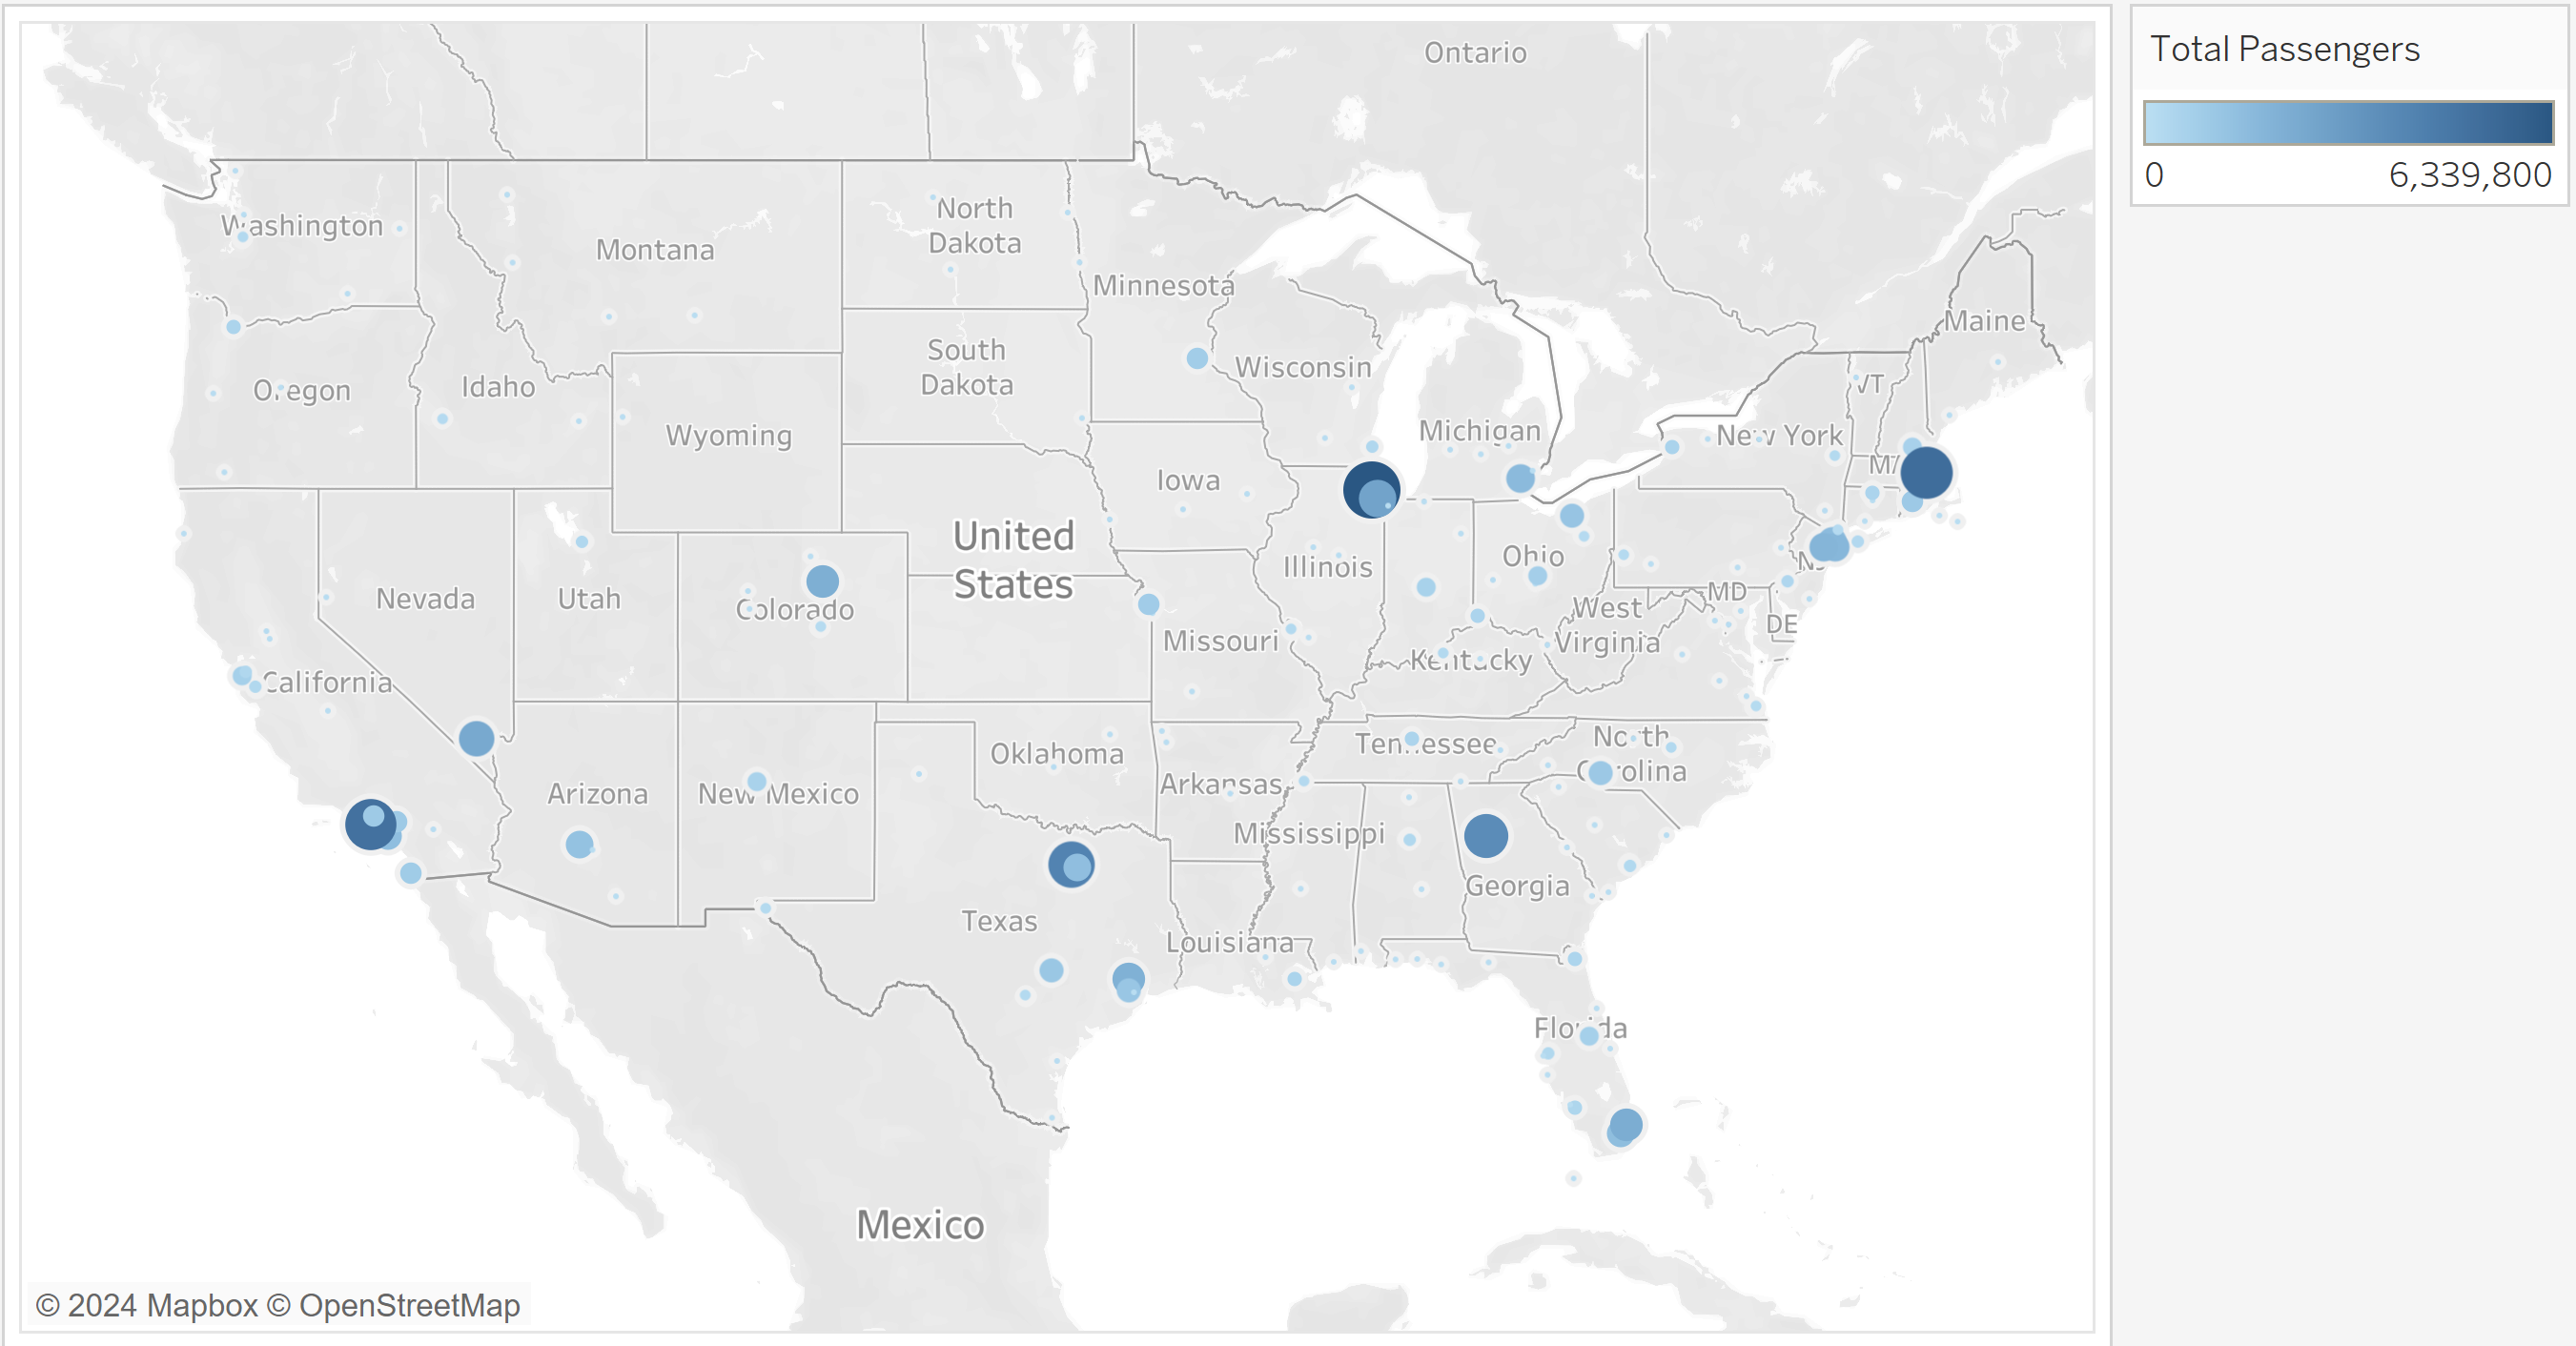 Ontario
Total Passengers
0 6,339,800
Washington
Montana
North
Dakota
Minnesota
Maine
Oregon
Idaho
South
Dakota
Wisconsin
VT
Wyoming
Michigan
New York
Iowa
MA
United
States
Nevada
Utah
Colorado
Illinois
Ohio
NJ
MD
DE
West
Virginia
Missouri
Kentucky
California
Oklahoma
Tennessee
North
Carolina
Arizona
New Mexico
Arkansas
Mississippi
Georgia
Texas
Louisiana
Florida
Mexico
© 2024 Mapbox © OpenStreetMap